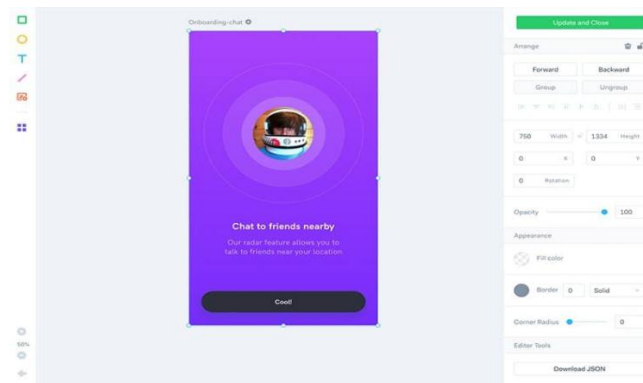 Onboarding-chat
Update and Close
Arrange
Forward
Backward
Group
Ungroup
750 Width
1334 Height
0 X
0 Y
0 Rotation
Opacity
100
Appearance
Fill color
Border 0 Solid
Corner Radius
0
Editor Tools
Download JSON
T
50%
Chat to friends nearby
Our radar feature allows you to
talk to friends near your location
Cool!